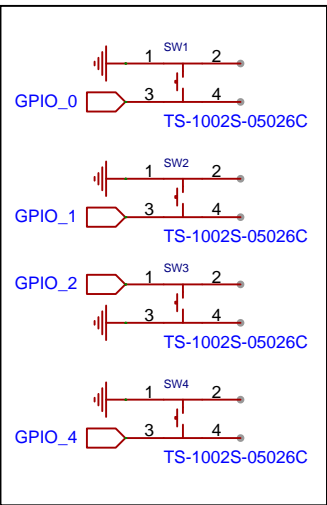 SW1
1 2
GPIO_0 3 4
TS-1002S-05026C
SW2
1 2
GPIO_1 3 4
TS-1002S-05026C
SW3
GPIO_2 1 2
3 4
TS-1002S-05026C
SW4
1 2
GPIO_4 3 4
TS-1002S-05026C